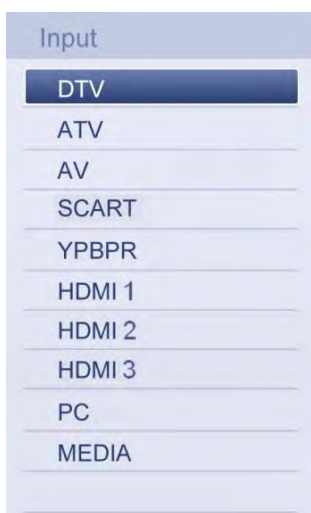 Input
DTV
ATV
AV
SCART
YPBPR
HDMI 1
HDMI 2
HDMI 3
PC
MEDIA